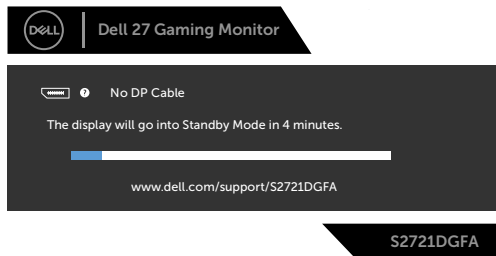 DELL
Dell 27 Gaming Monitor
? No DP Cable
The display will go into Standby Mode in 4 minutes.
www.dell.com/support/S2721DGFA
S2721DGFA